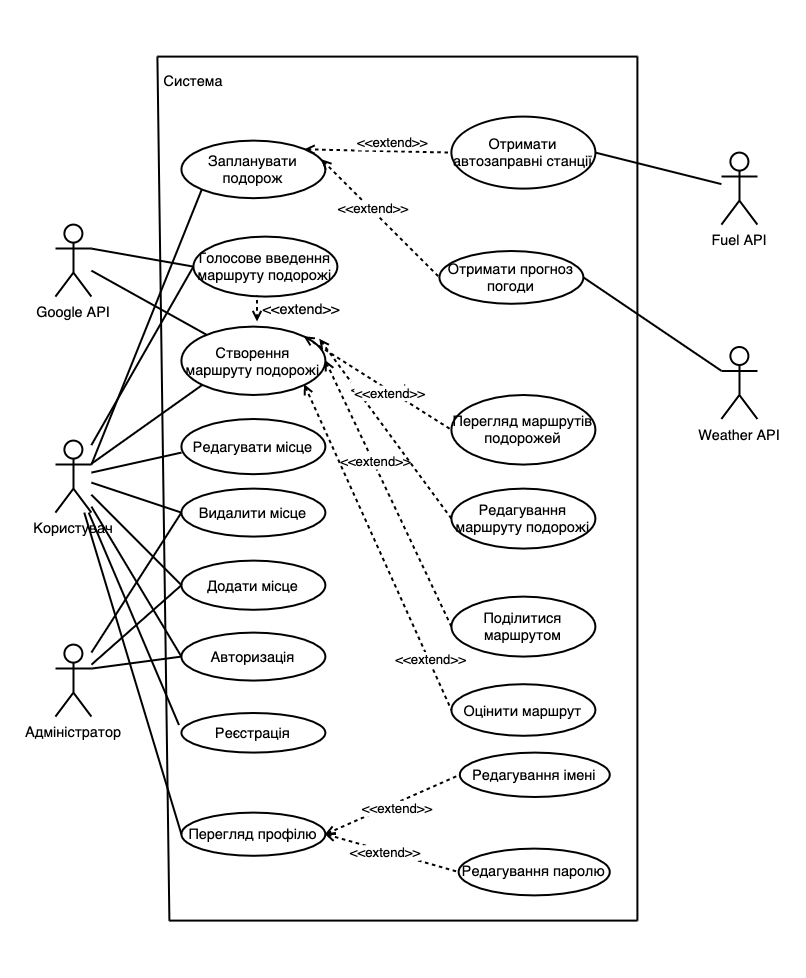 Система
<<extend>>
Отримати
автозаправні станції
Запланувати
подорож
<<extend>>
Fuel API
Голосове введення
маршруту подорожі
Отримати прогноз
погоди
Google API
<<extend>>
Створення
маршруту подорожі
<<extend>>
Перегляд маршрутів
подорожей
Weather API
Редагувати місце
<<extend>>
Видалити місце
Редагування
маршруту подорожі
Користувач
Додати місце
Поділитися
маршрутом
Авторизація
<<extend>>
Оцінити маршрут
Адміністратор
Реєстрація
Редагування імені
<<extend>>
Перегляд профілю
<<extend>>
Редагування паролю